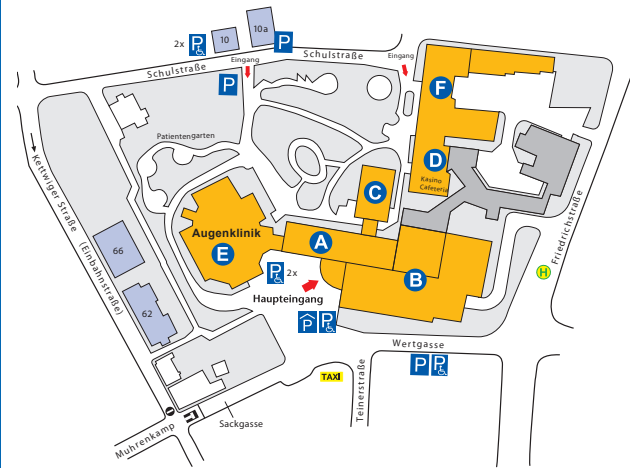 10a
10
2x P
P
Schulstraße
Eingang
Eingang
Schulstraße
P
F
Patientengarten
D
Kasino
Cafeteria
C
Kettwiger Straße
(Einbahnstraße)
Augenklinik
E
A
66
P 2x
B
Friedrichstraße
H
Haupteingang
62
P P
Wertgasse
P P
TAXI
Teinerstraße
Sackgasse
Muhrenkamp